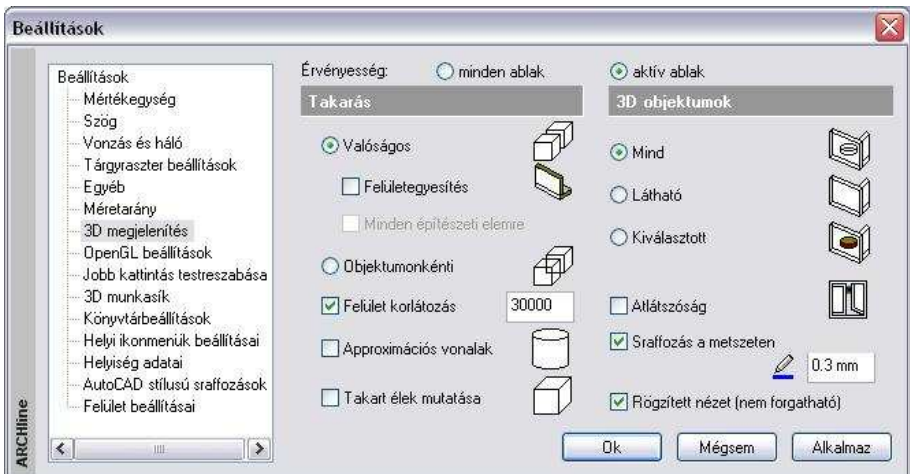 Beállítások
ARCHline
Beállítások
Mértékegység
Szög
Vonzás és háló
Tárgyraszter beállítások
Egyéb
Méretarány
3D megjelenítés
OpenGL beállítások
Jobb kattintás testreszabása
3D munkasík
Könyvtárbeállítások
Helyi ikonmenük beállításai
Helyiség adatai
AutoCAD stílusú sraffozások
Felület beállításai
Érvényesség: minden ablak aktív ablak
Takarás
Valóságos
Felületegyesítés
Minden építészeti elemre
Objektumonkénti
Felület korlátozás 30000
Approximációs vonalak
Takart élek mutatása
3D objektumok
Mind
Látható
Kiválasztott
Átlátszóság
Sraffozás a metszeten
0.3 mm
Rögzített nézet (nem forgatható)
Ok Mégsem Alkalmaz